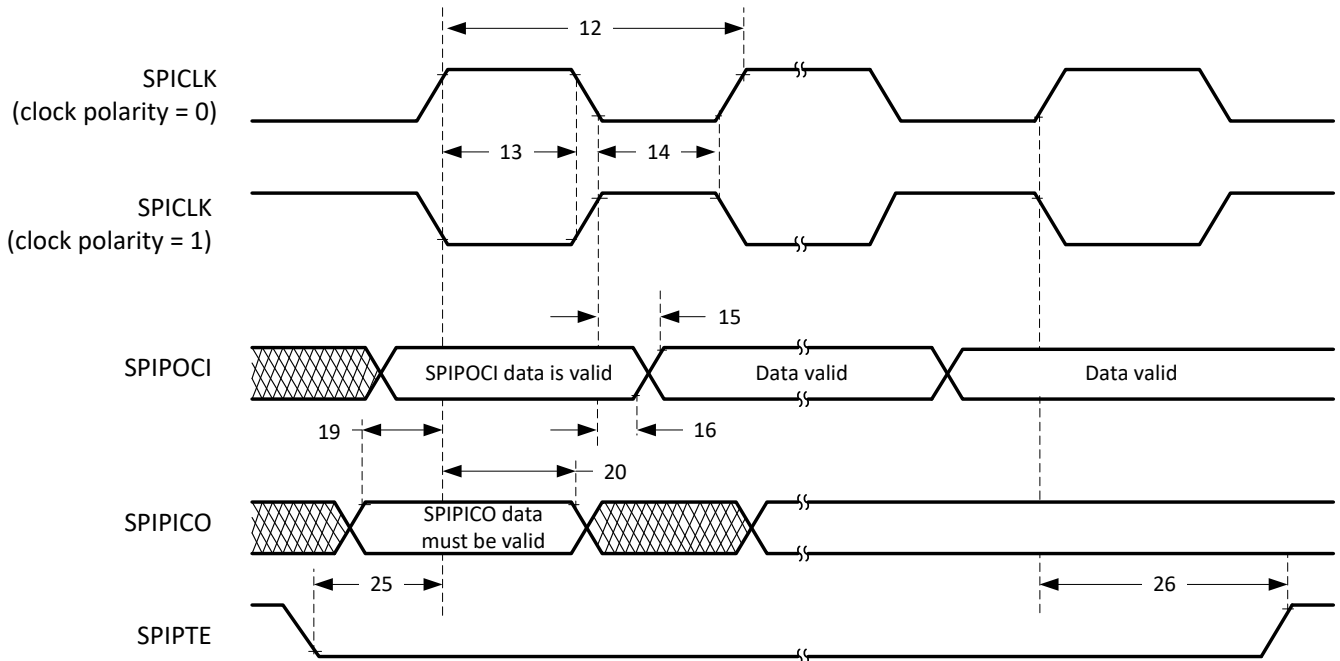 12
SPICLK
(clock polarity = 0)
13
14
SPICLK
(clock polarity = 1)
15
SPIPOCI
SPIPOCI data is valid
Data valid
Data valid
19
16
20
SPIPICO
SPIPICO data
must be valid
25
26
SPIPTE